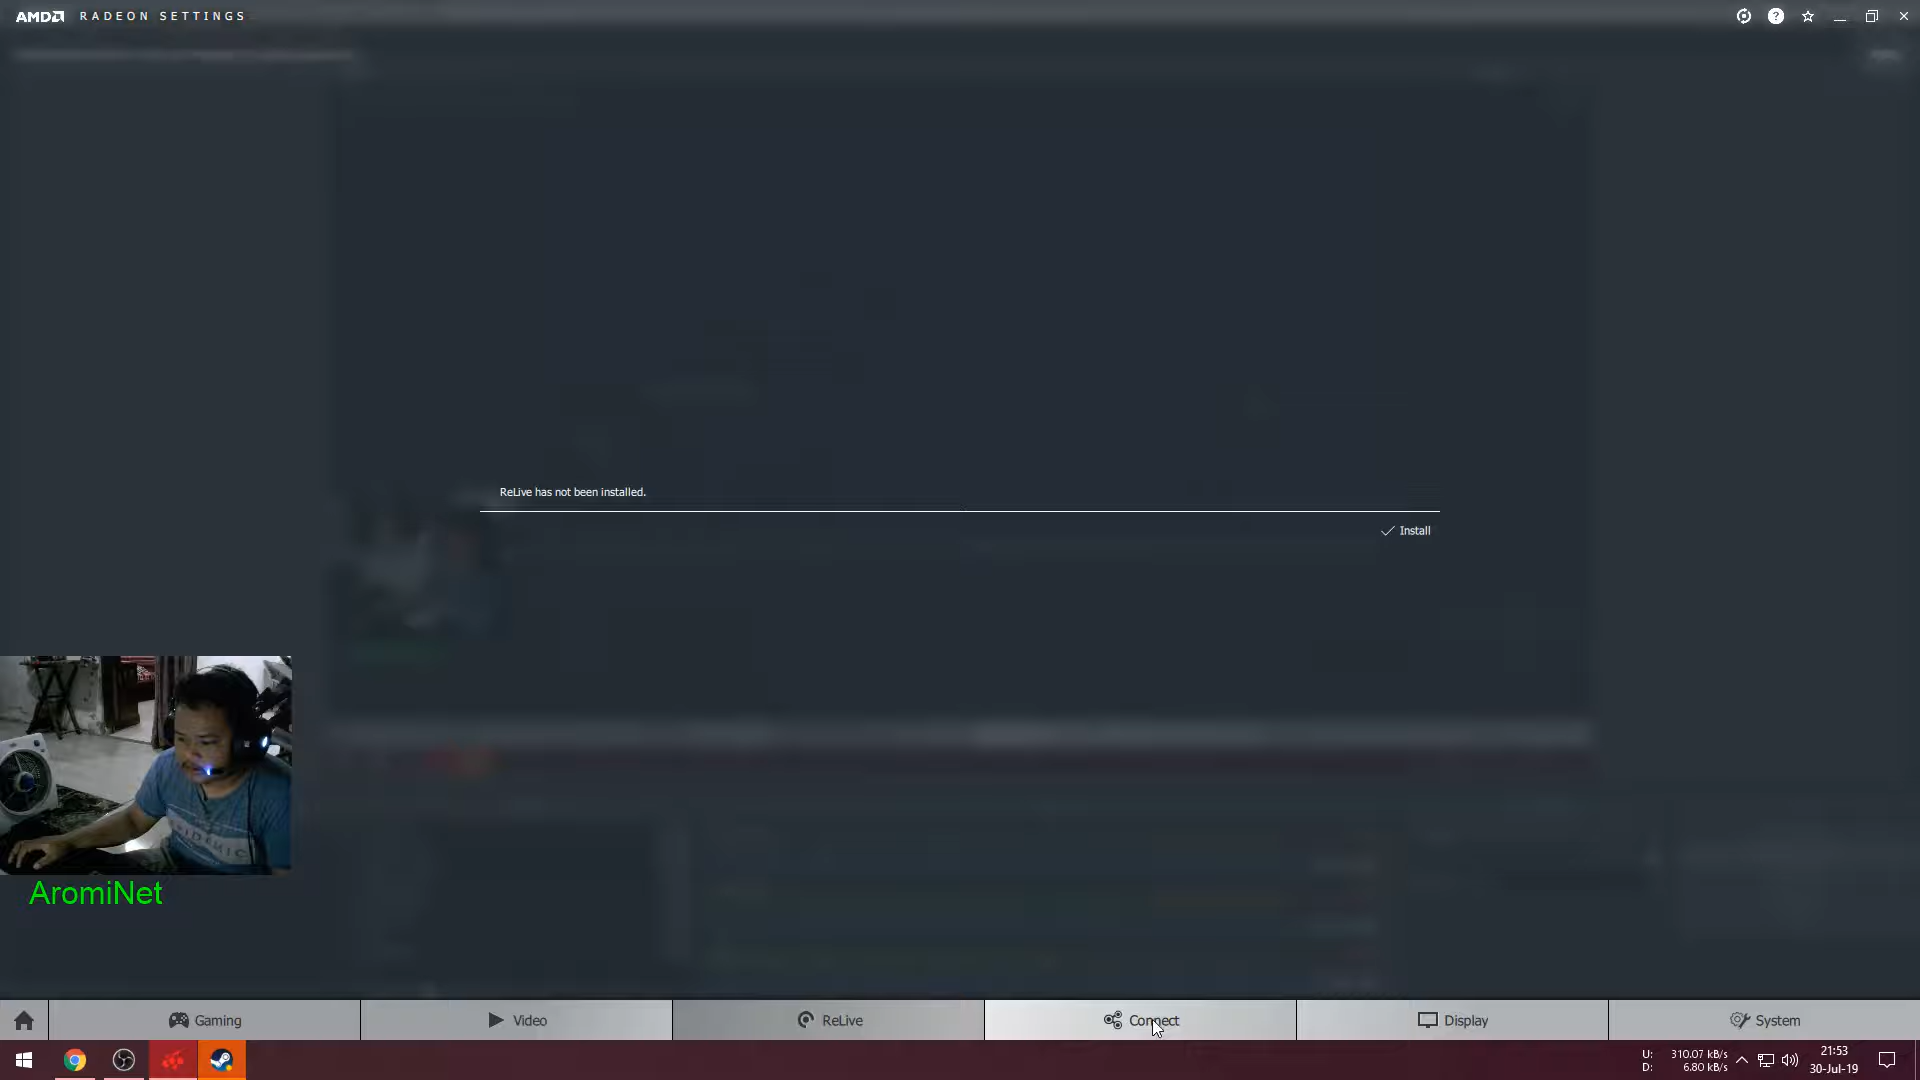 AMD RADEON SETTINGS
ReLive has not been installed.
Install
AromiNet
Gaming
Video
ReLive
Connect
Display
System
U: 310.07 kB/s
D: 6.80 kB/s
21:53
30-Jul-19